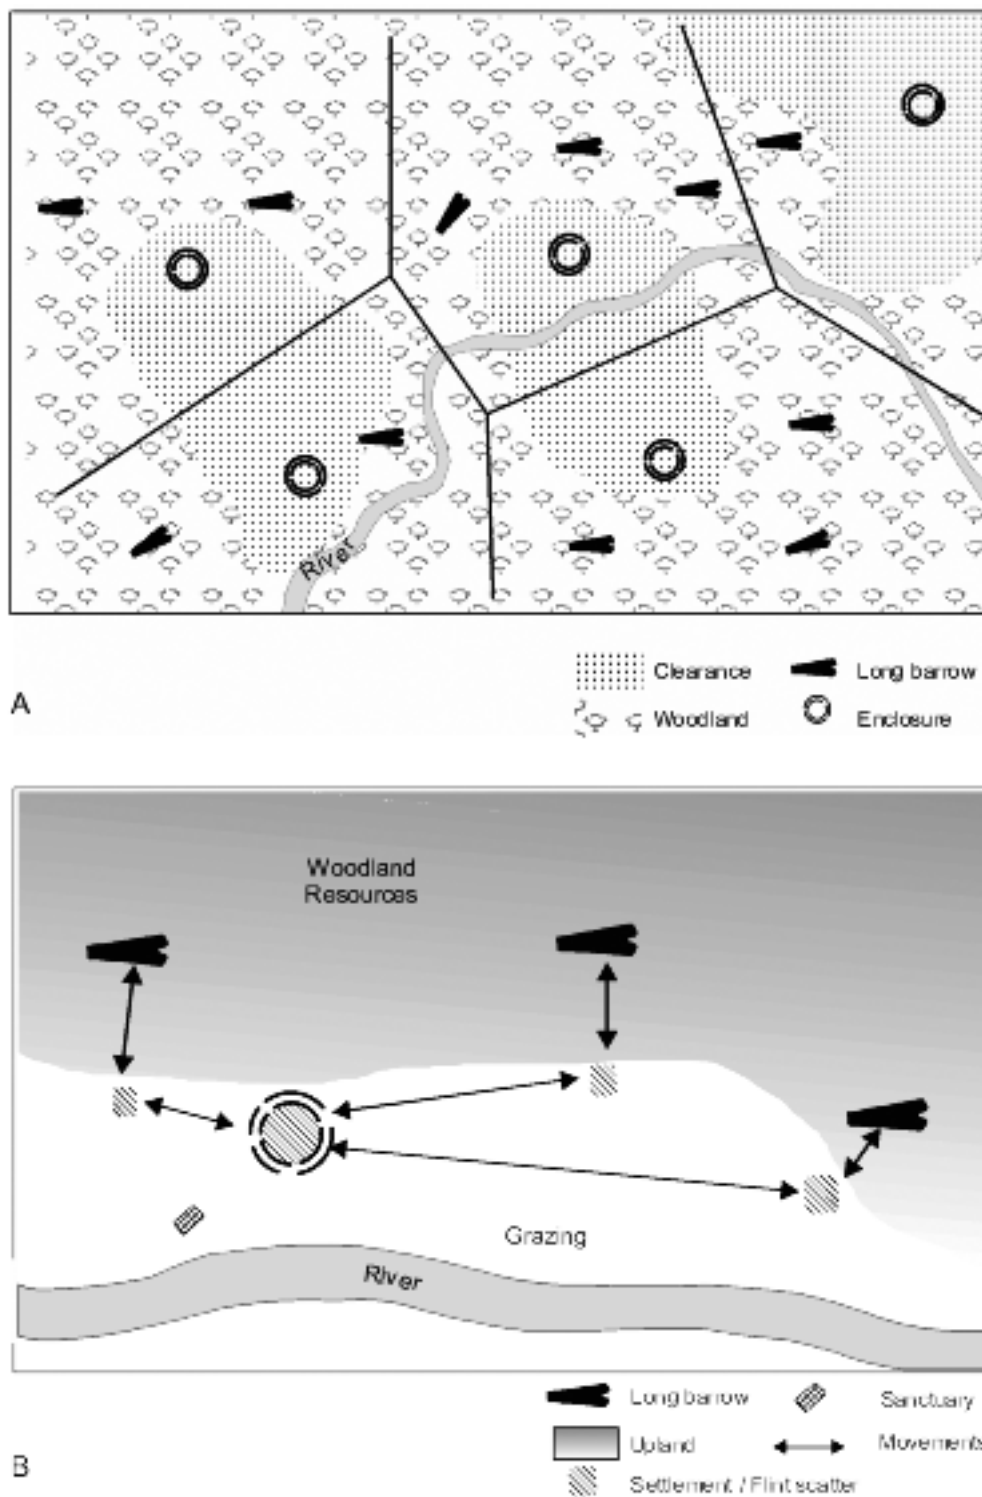 River
Clearance
Long barrow
A
Woodland
Enclosure
Woodland
Resources
Grazing
River
Long barrow
Sanctuary
Upland
Movements
B
Settlement / Flint scatter